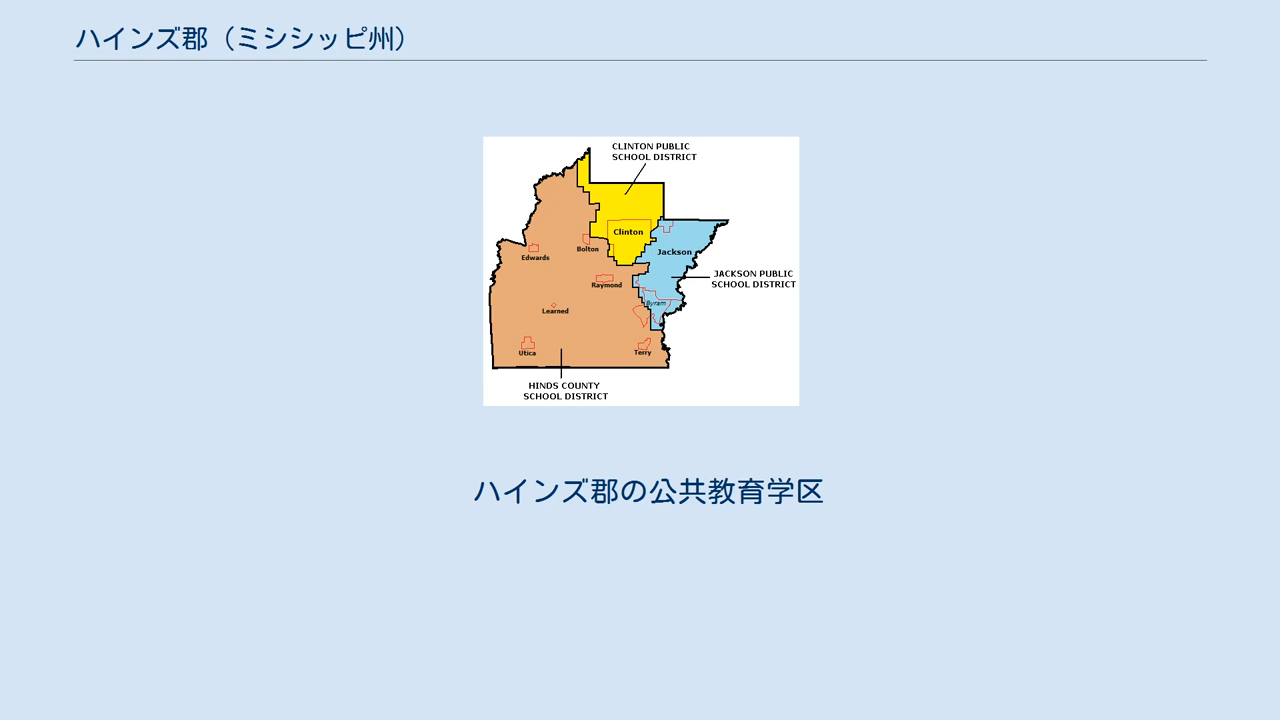 ハインズ郡（ミシシッピ州）
CLINTON PUBLIC
SCHOOL DISTRICT
Clinton
Bolton
Jackson
Edwards
JACKSON PUBLIC
SCHOOL DISTRICT
Raymond
Byram
Learned
Utica
Terry
HINDS COUNTY
SCHOOL DISTRICT
ハインズ郡の公共教育学区